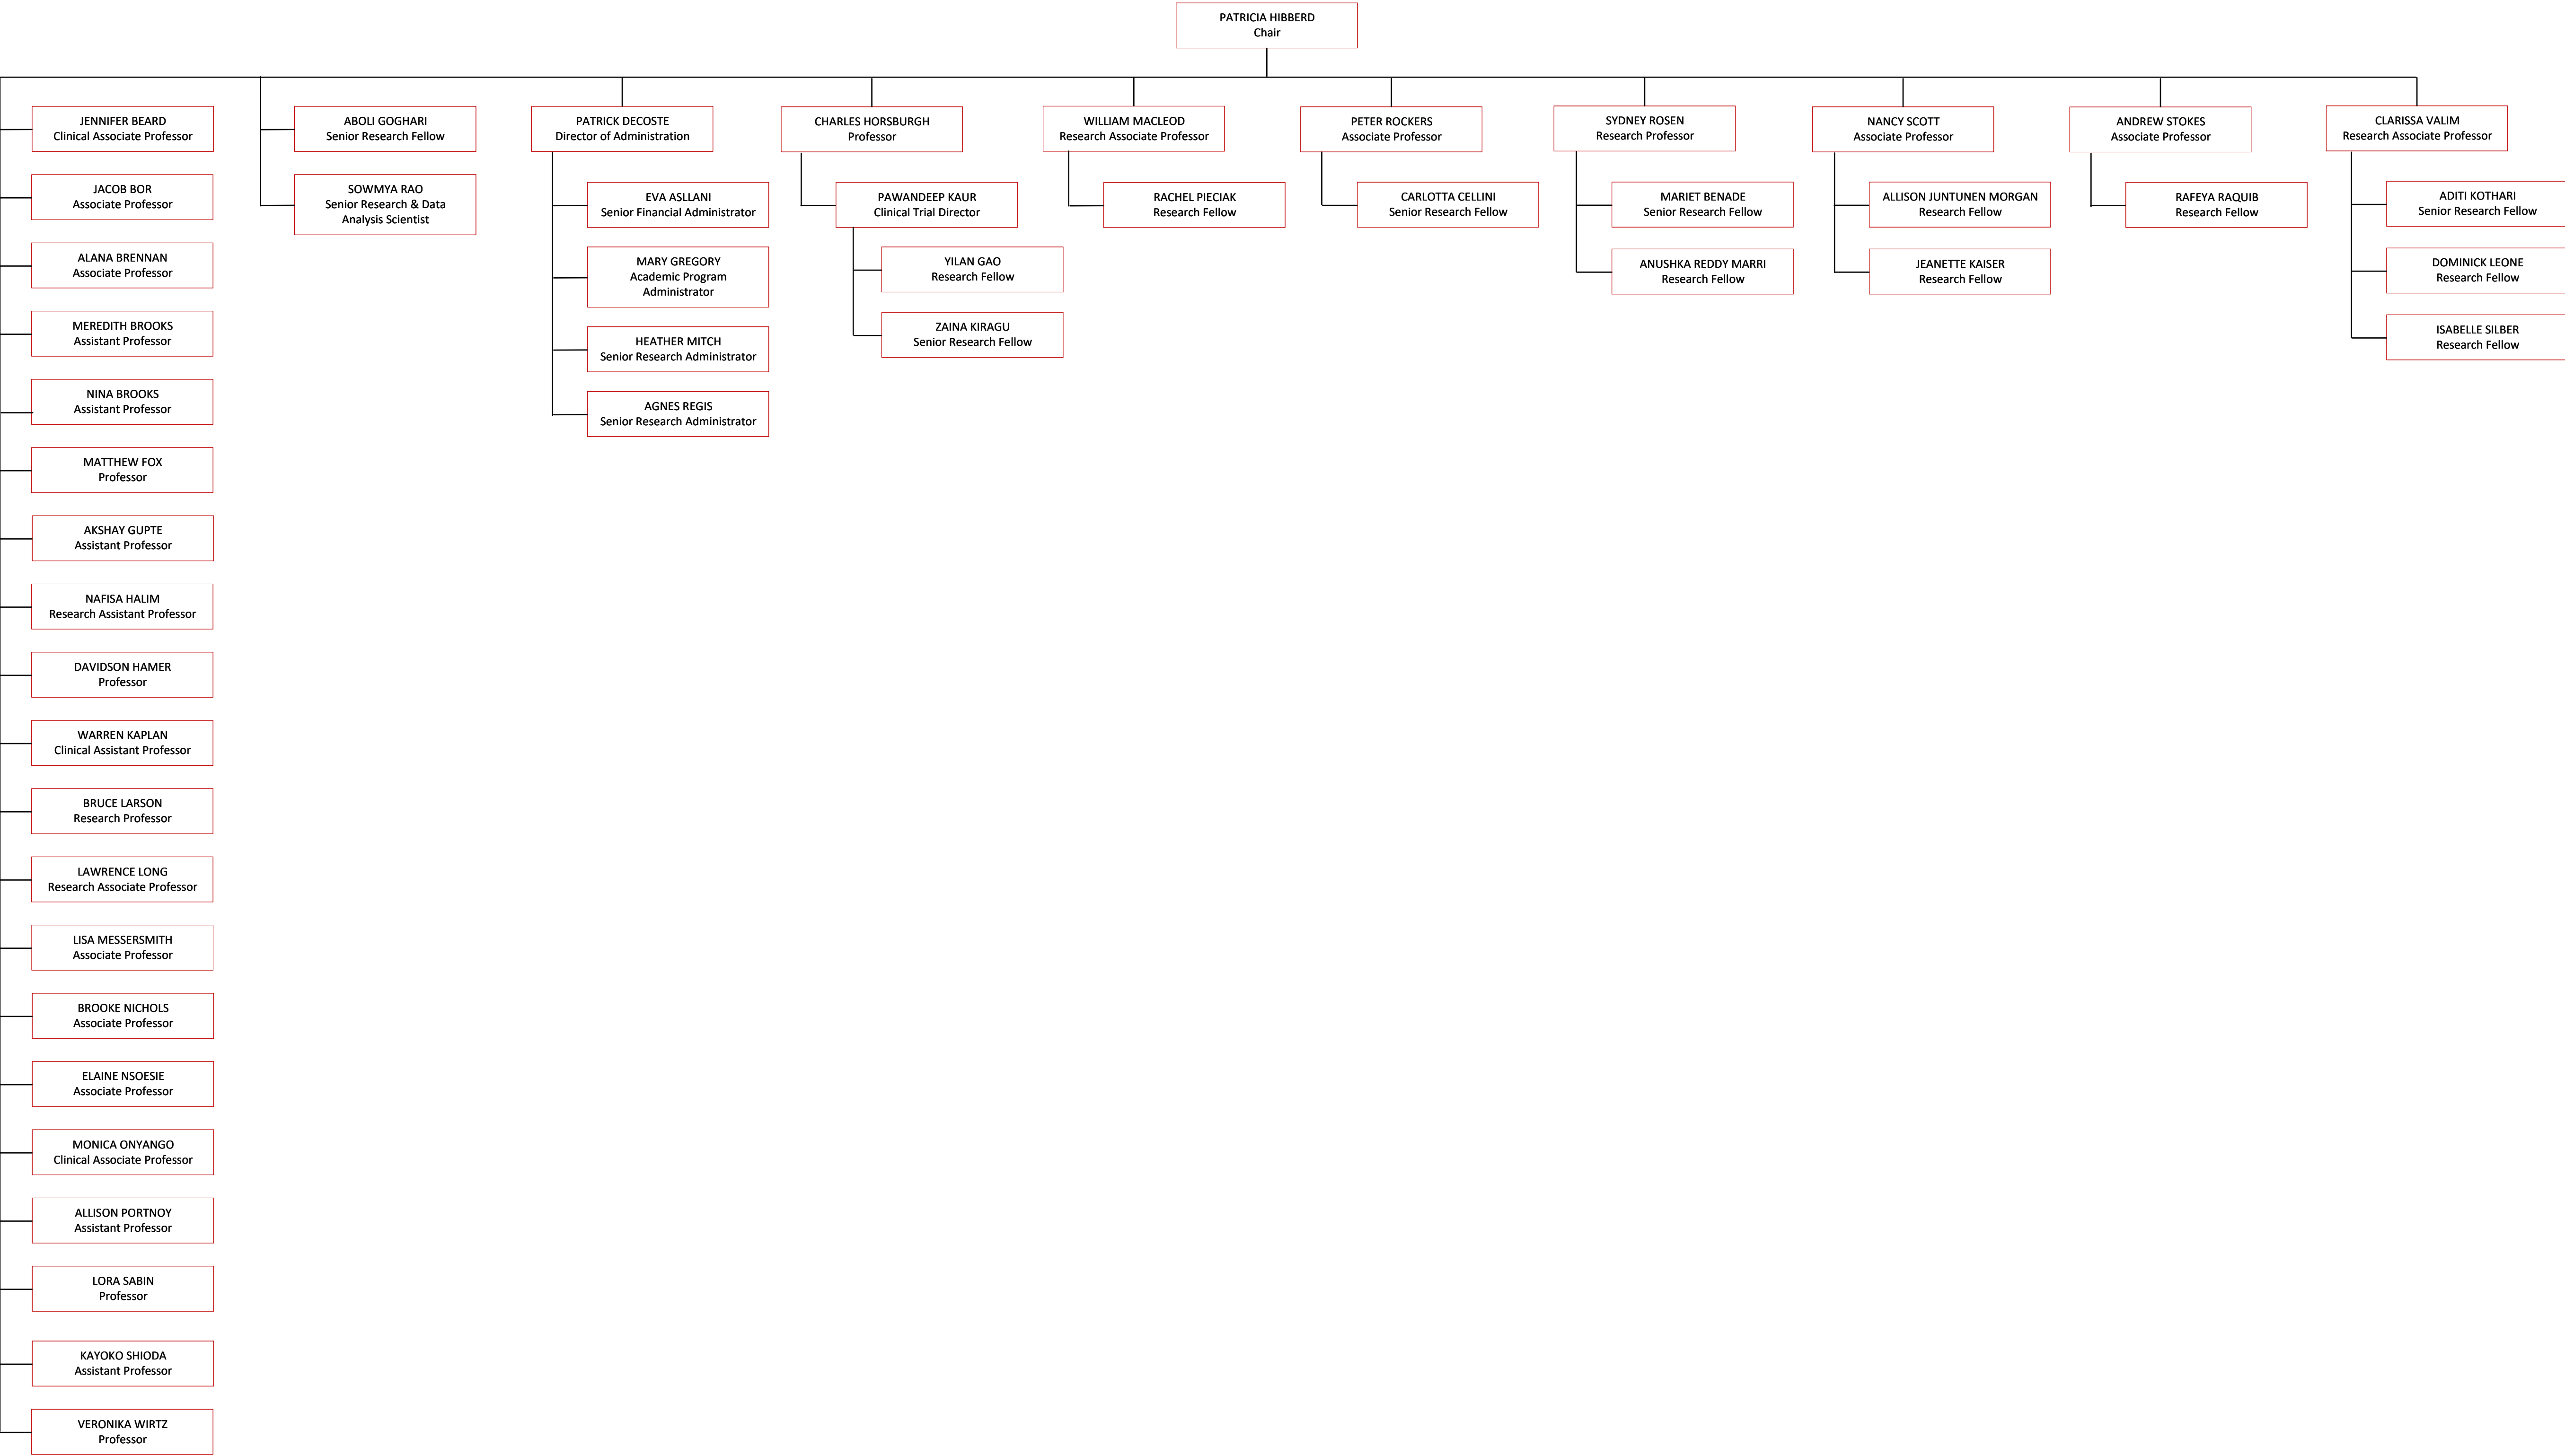 PATRICIA HIBBERD
Chair
JENNIFER BEARD
Clinical Associate Professor
JACOB BOR
Associate Professor
ALANA BRENNAN
Associate Professor
MEREDITH BROOKS
Assistant Professor
NINA BROOKS
Assistant Professor
MATTHEW FOX
Professor
AKSHAY GUPTE
Assistant Professor
NAFISA HALIM
Research Assistant Professor
DAVIDSON HAMER
Professor
WARREN KAPLAN
Clinical Assistant Professor
BRUCE LARSON
Research Professor
LAWRENCE LONG
Research Associate Professor
LISA MESSERSMITH
Associate Professor
BROOKE NICHOLS
Associate Professor
ELAINE NSOESIE
Associate Professor
MONICA ONYANGO
Clinical Associate Professor
ALLISON PORTNOY
Assistant Professor
LORA SABIN
Professor
KAYOKO SHIODA
Assistant Professor
VERONIKA WIRTZ
Professor
ABOLI GOGHARI
Senior Research Fellow
SOWMYA RAO
Senior Research & Data
Analysis Scientist
PATRICK DECOSTE
Director of Administration
EVA ASLLANI
Senior Financial Administrator
MARY GREGORY
Academic Program
Administrator
HEATHER MITCH
Senior Research Administrator
AGNES REGIS
Senior Research Administrator
CHARLES HORSBURGH
Professor
PAWANDEEP KAUR
Clinical Trial Director
YILAN GAO
Research Fellow
ZAINA KIRAGU
Senior Research Fellow
WILLIAM MACLEOD
Research Associate Professor
RACHEL PIECIAK
Research Fellow
PETER ROCKERS
Associate Professor
CARLOTTA CELLINI
Senior Research Fellow
SYDNEY ROSEN
Research Professor
MARIET BENADE
Senior Research Fellow
ANUSHKA REDDY MARRI
Research Fellow
NANCY SCOTT
Associate Professor
ALLISON JUNTUNEN MORGAN
Research Fellow
JEANETTE KAISER
Research Fellow
ANDREW STOKES
Associate Professor
RAFEYA RAQUIB
Research Fellow
CLARISSA VALIM
Research Associate Professor
ADITI KOTHARI
Senior Research Fellow
DOMINICK LEONE
Research Fellow
ISABELLE SILBER
Research Fellow